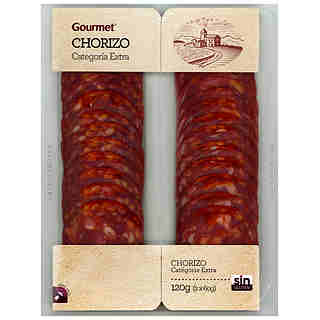 Gourmet
CHORIZO
Categoría Extra
CHORIZO
Categoría Extra
120g (2x60g)
sin